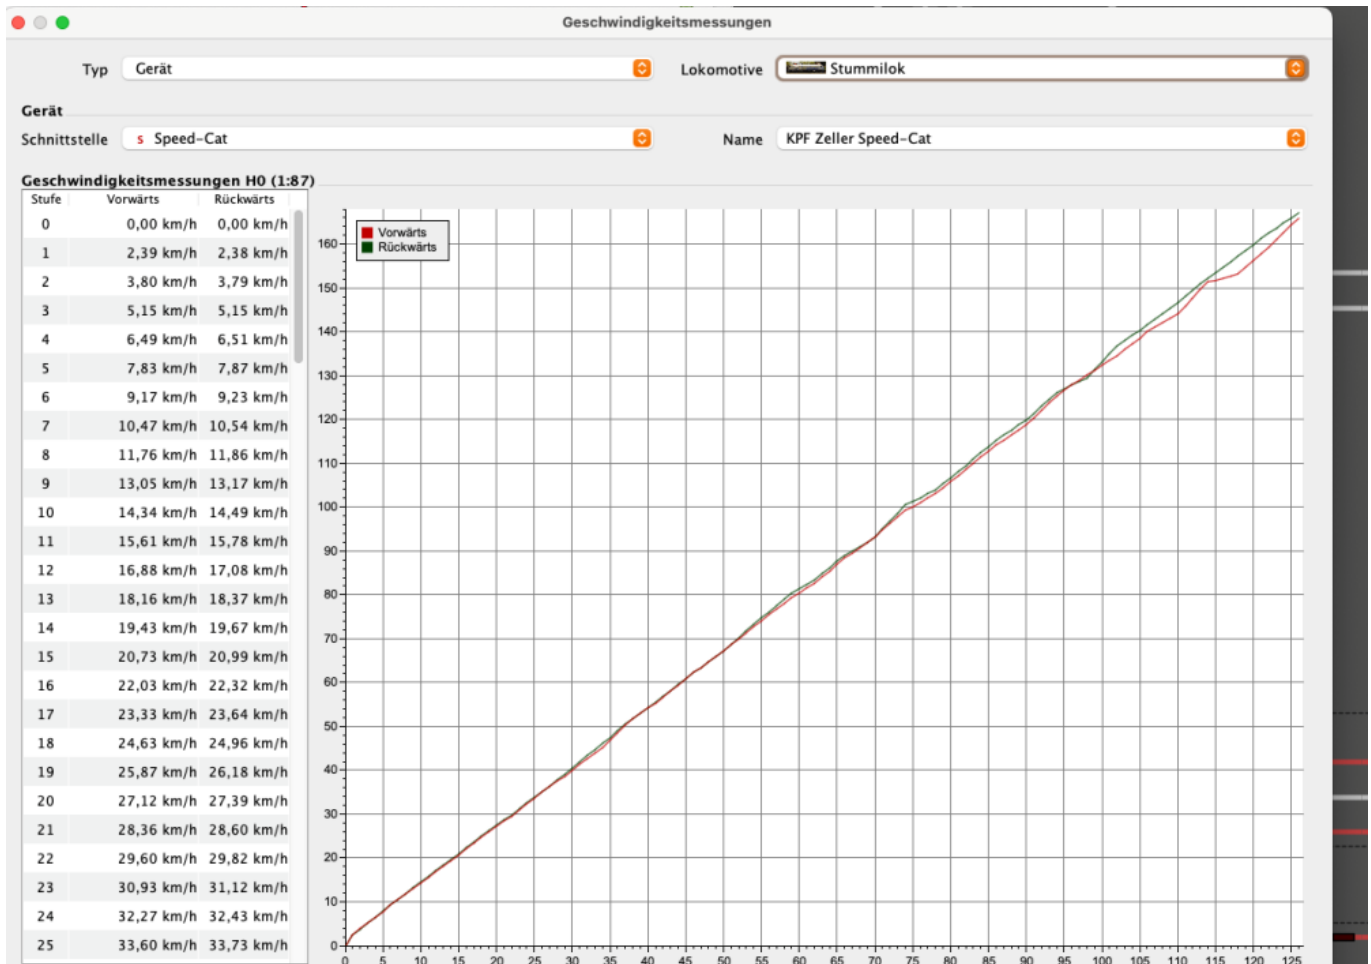 Geschwindigkeitsmessungen
Typ Gerät Lokomotive Stummilok
Gerät
Schnittstelle s Speed-Cat Name KPF Zeller Speed-Cat
Geschwindigkeitsmessungen H0 (1:87)
Stufe Vorwärts Rückwärts
0 0,00 km/h 0,00 km/h
1 2,39 km/h 2,38 km/h
2 3,80 km/h 3,79 km/h
3 5,15 km/h 5,15 km/h
4 6,49 km/h 6,51 km/h
5 7,83 km/h 7,87 km/h
6 9,17 km/h 9,23 km/h
7 10,47 km/h 10,54 km/h
8 11,76 km/h 11,86 km/h
9 13,05 km/h 13,17 km/h
10 14,34 km/h 14,49 km/h
11 15,61 km/h 15,78 km/h
12 16,88 km/h 17,08 km/h
13 18,16 km/h 18,37 km/h
14 19,43 km/h 19,67 km/h
15 20,73 km/h 20,99 km/h
16 22,03 km/h 22,32 km/h
17 23,33 km/h 23,64 km/h
18 24,63 km/h 24,96 km/h
19 25,87 km/h 26,18 km/h
20 27,12 km/h 27,39 km/h
21 28,36 km/h 28,60 km/h
22 29,60 km/h 29,82 km/h
23 30,93 km/h 31,12 km/h
24 32,27 km/h 32,43 km/h
25 33,60 km/h 33,73 km/h
Vorwärts
Rückwärts
160
150
140
130
120
110
100
90
80
70
60
50
40
30
20
10
0
0 5 10 15 20 25 30 35 40 45 50 55 60 65 70 75 80 85 90 95 100 105 110 115 120 125